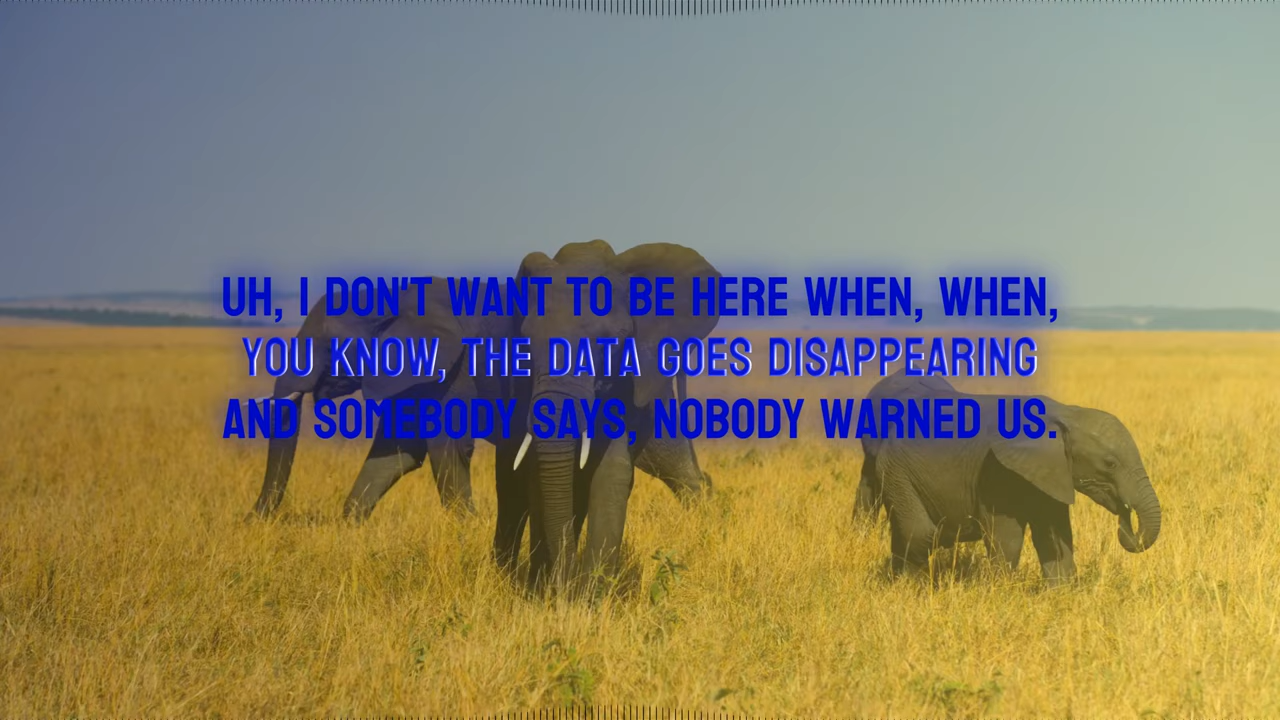 UH, I DON'T WANT TO BE HERE WHEN, WHEN,
YOU KNOW, THE DATA GOES DISAPPEARING
AND SOMEBODY SAYS, NOBODY WARNED US.